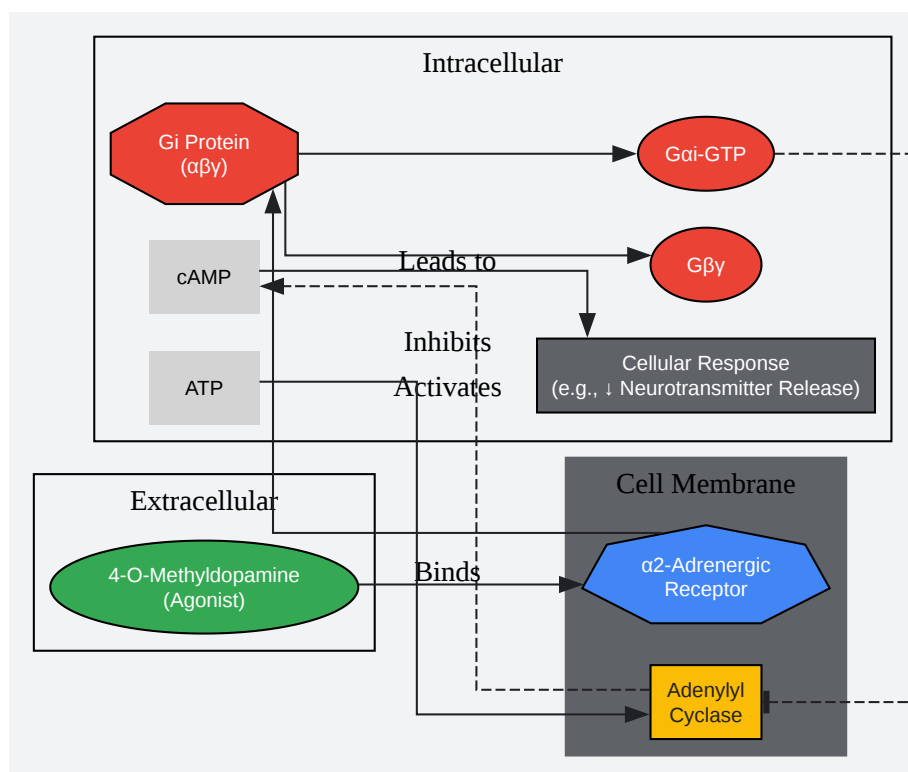 Intracellular
Gi Protein
(αβγ)
Gαi-GTP
Leads to
Gβγ
cAMP
Inhibits
Cellular Response
(e.g., ↓ Neurotransmitter Release)
ATP
Activates
Cell Membrane
Extracellular
4-O-Methyldopamine
(Agonist)
Binds
α2-Adrenergic
Receptor
Adenylyl
Cyclase